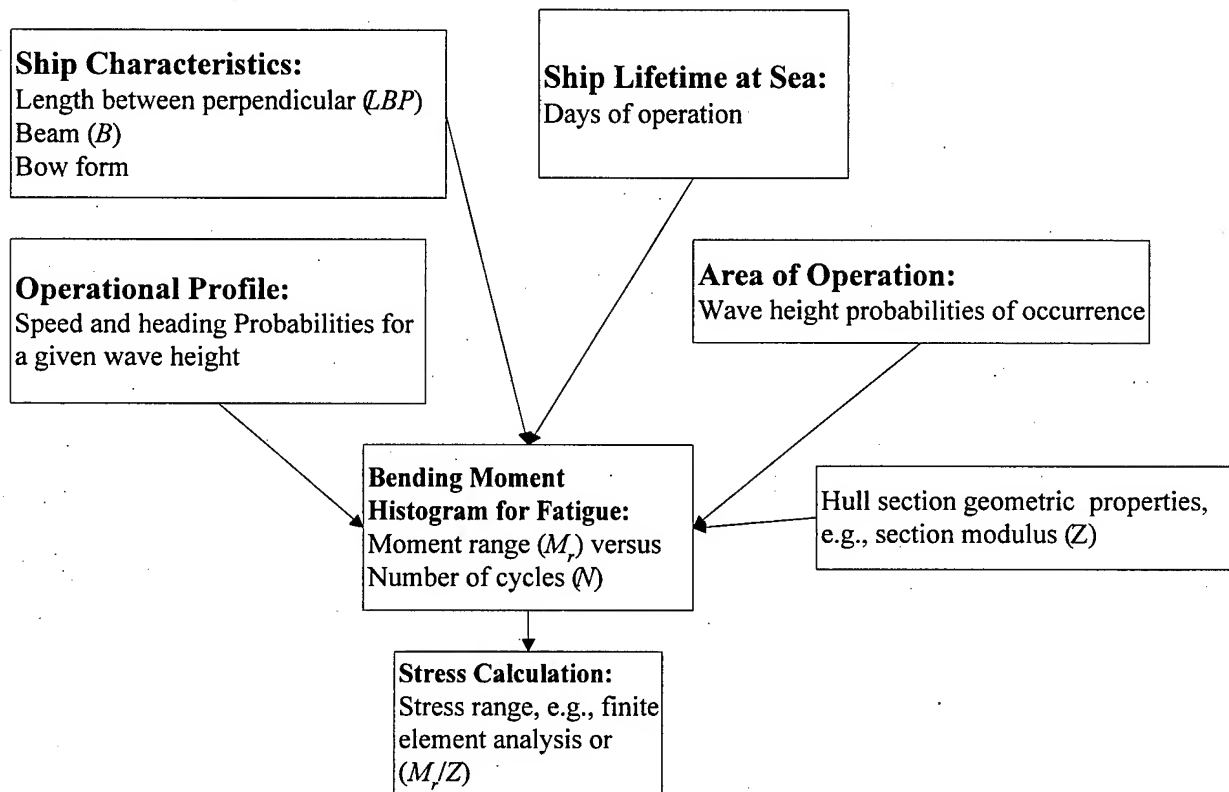 Ship Characteristics:
Length between perpendicular (LBP)
Beam (B)
Bow form
Ship Lifetime at Sea:
Days of operation
Operational Profile:
Speed and heading Probabilities for
a given wave height
Area of Operation:
Wave height probabilities of occurrence
Bending Moment
Histogram for Fatigue:
Moment range (M_r) versus
Number of cycles (N)
Hull section geometric properties,
e.g., section modulus (Z)
Stress Calculation:
Stress range, e.g., finite
element analysis or
(M_r/Z)